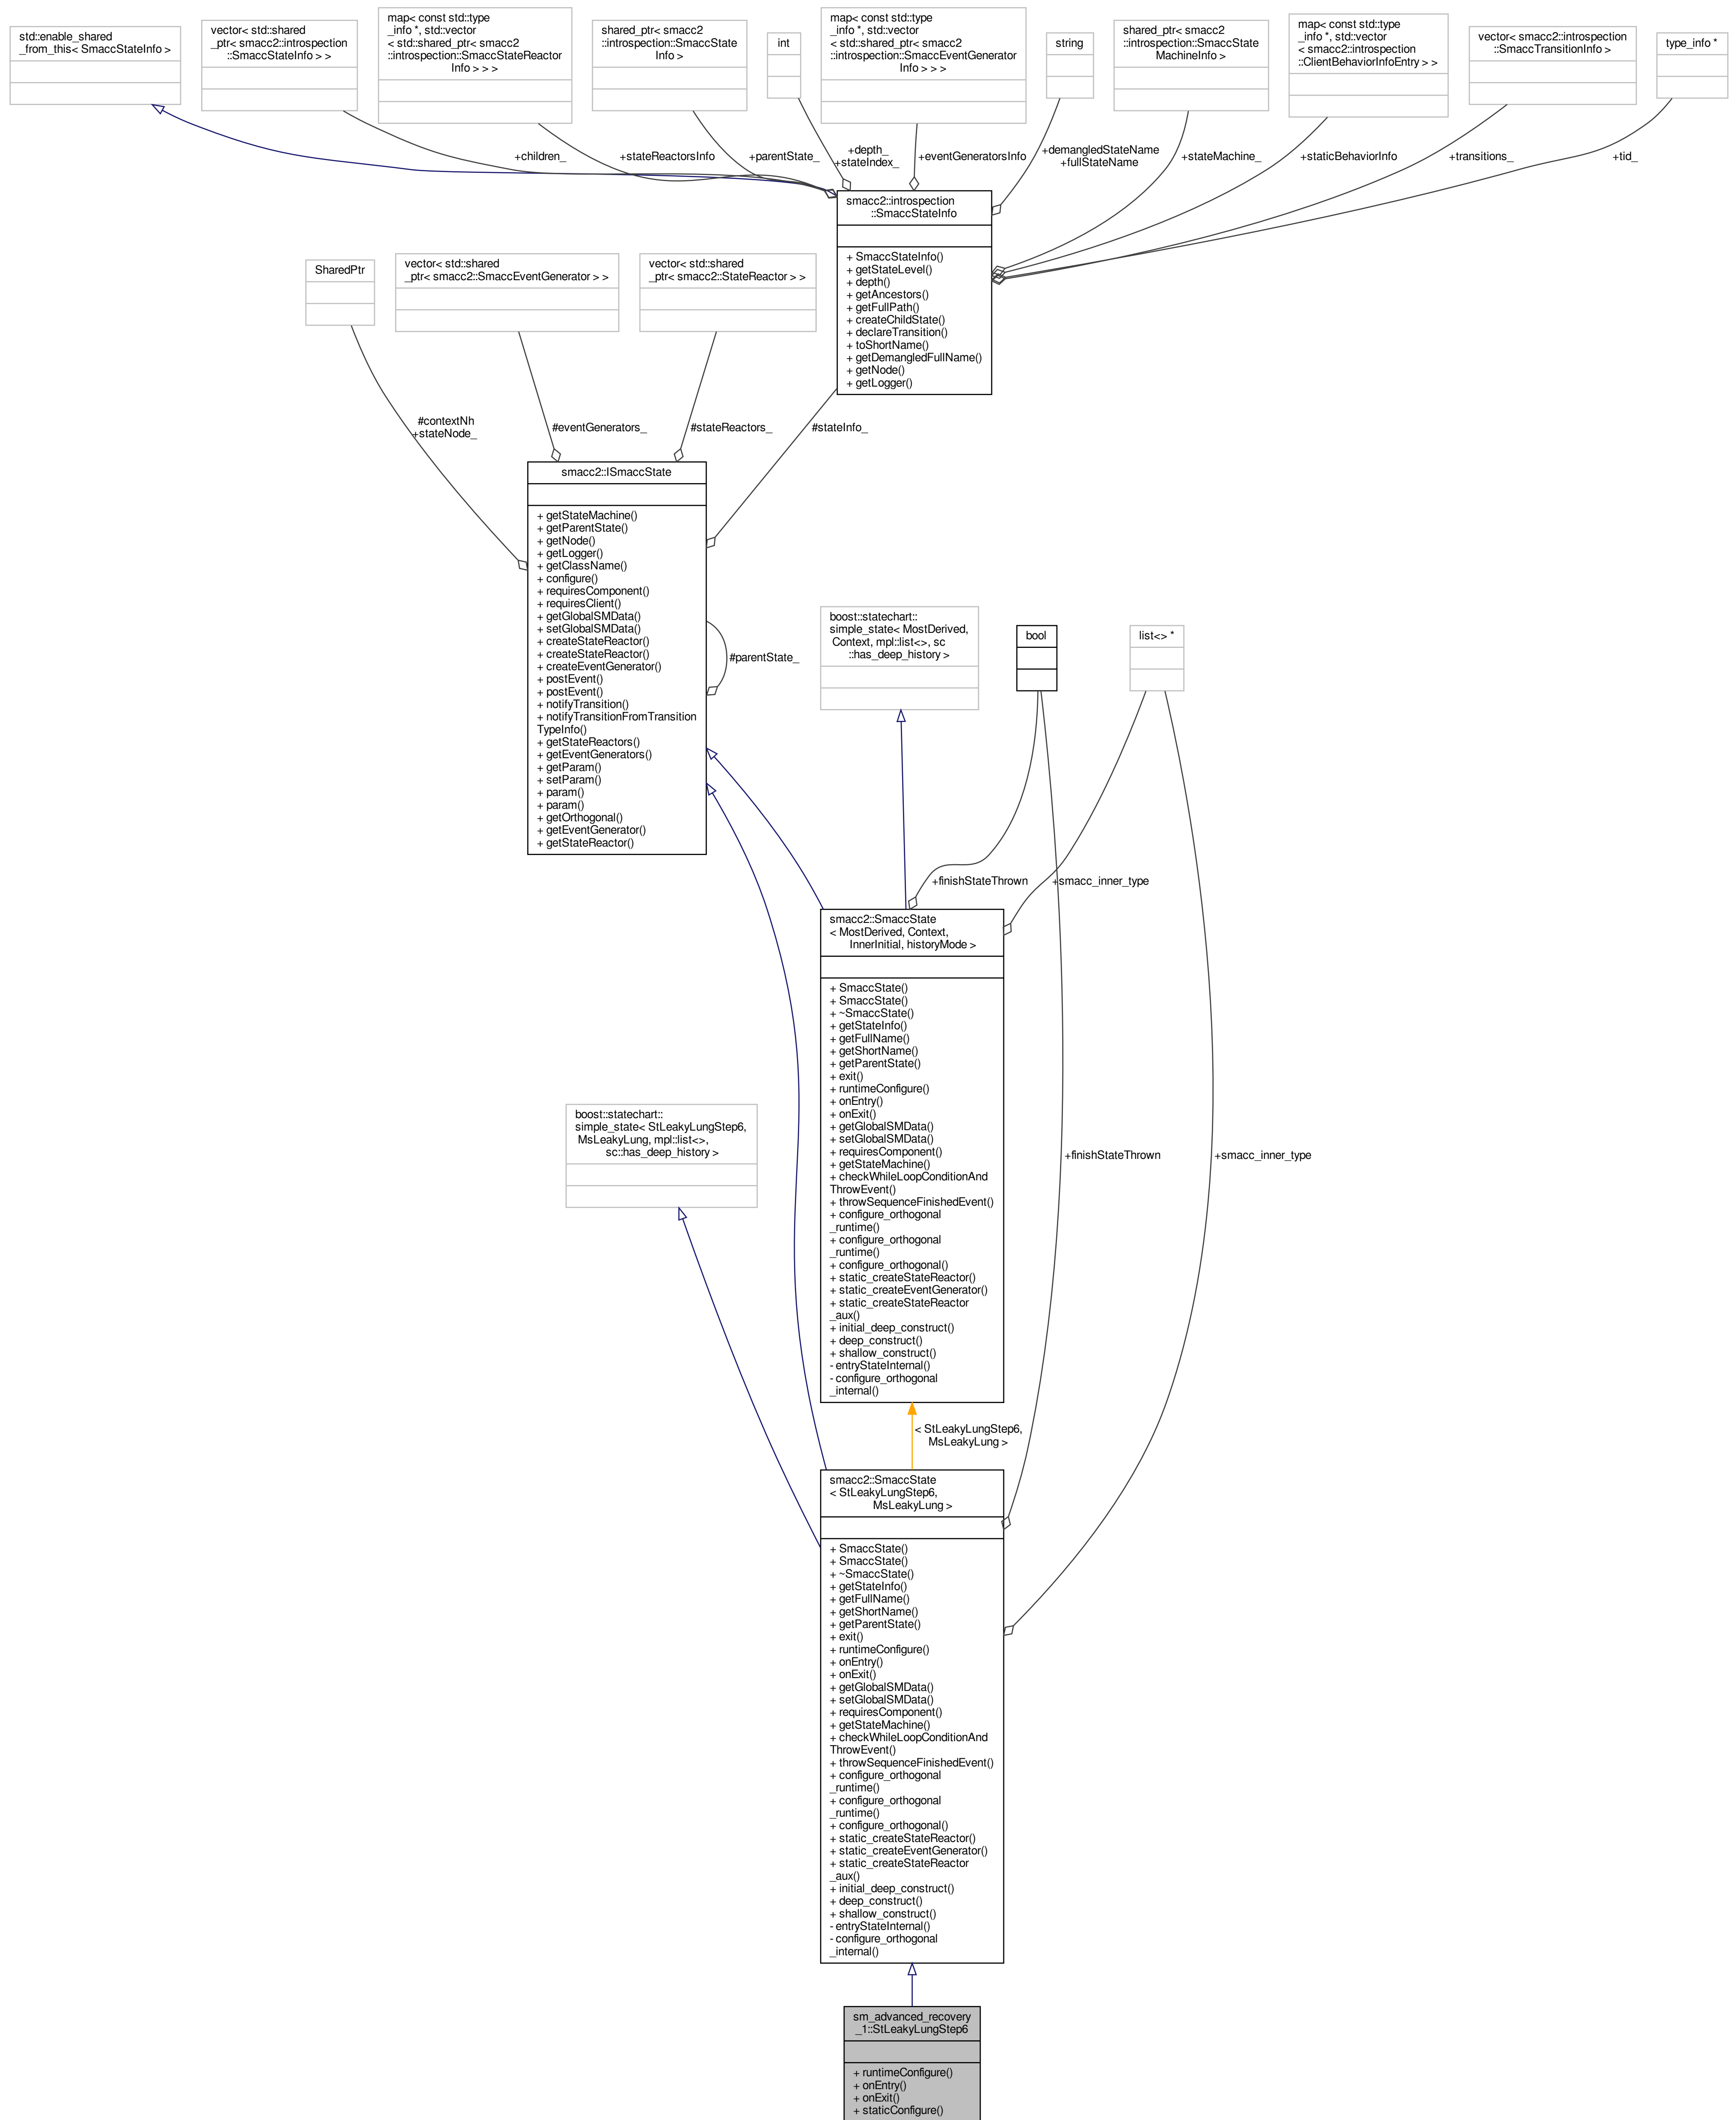 std::enable_shared
_from_this< SmaccStateInfo >
vector< std::shared
_ptr< smacc2::introspection
::SmaccStateInfo > >
map< const std::type
_info *, std::vector
< std::shared_ptr< smacc2
::introspection::SmaccStateReactor
Info > > >
shared_ptr< smacc2
::introspection::SmaccState
Info >
int
map< const std::type
_info *, std::vector
< std::shared_ptr< smacc2
::introspection::SmaccEventGenerator
Info > > >
string
shared_ptr< smacc2
::introspection::SmaccState
MachineInfo >
map< const std::type
_info *, std::vector
< smacc2::introspection
::ClientBehaviorInfoEntry > >
vector< smacc2::introspection
::SmaccTransitionInfo >
type_info *
+children_
+stateReactorsInfo
+parentState_
+depth_
+stateIndex_
+eventGeneratorsInfo
+demangledStateName
+fullStateName
+stateMachine_
+staticBehaviorInfo
+transitions_
+tid_
smacc2::introspection
::SmaccStateInfo
+ SmaccStateInfo()
+ getStateLevel()
+ depth()
+ getAncestors()
+ getFullPath()
+ createChildState()
+ declareTransition()
+ toShortName()
+ getDemangledFullName()
+ getNode()
+ getLogger()
SharedPtr
vector< std::shared
_ptr< smacc2::SmaccEventGenerator > >
vector< std::shared
_ptr< smacc2::StateReactor > >
#contextNh
+stateNode_
#eventGenerators_
#stateReactors_
#stateInfo_
smacc2::ISmaccState
+ getStateMachine()
+ getParentState()
+ getNode()
+ getLogger()
+ getClassName()
+ configure()
+ requiresComponent()
+ requiresClient()
+ getGlobalSMData()
+ setGlobalSMData()
+ createStateReactor()
+ createStateReactor()
+ createEventGenerator()
+ postEvent()
+ postEvent()
+ notifyTransition()
+ notifyTransitionFromTransition
TypeInfo()
+ getStateReactors()
+ getEventGenerators()
+ getParam()
+ setParam()
+ param()
+ param()
+ getOrthogonal()
+ getEventGenerator()
+ getStateReactor()
#parentState_
boost::statechart::
simple_state< MostDerived,
Context, mpl::list<>, sc
::has_deep_history >
bool
list<> *
+finishStateThrown
+smacc_inner_type
smacc2::SmaccState
< MostDerived, Context,
InnerInitial, historyMode >
+ SmaccState()
+ SmaccState()
+ ~SmaccState()
+ getStateInfo()
+ getFullName()
+ getShortName()
+ getParentState()
+ exit()
+ runtimeConfigure()
+ onEntry()
+ onExit()
+ getGlobalSMData()
+ setGlobalSMData()
+ requiresComponent()
+ getStateMachine()
+ checkWhileLoopConditionAnd
ThrowEvent()
+ throwSequenceFinishedEvent()
+ configure_orthogonal
_runtime()
+ configure_orthogonal
_runtime()
+ configure_orthogonal()
+ static_createStateReactor()
+ static_createEventGenerator()
+ static_createStateReactor
_aux()
+ initial_deep_construct()
+ deep_construct()
+ shallow_construct()
- entryStateInternal()
- configure_orthogonal
_internal()
boost::statechart::
simple_state< StLeakyLungStep6,
MsLeakyLung, mpl::list<>,
sc::has_deep_history >
+finishStateThrown
+smacc_inner_type
< StLeakyLungStep6,
MsLeakyLung >
smacc2::SmaccState
< StLeakyLungStep6,
MsLeakyLung >
+ SmaccState()
+ SmaccState()
+ ~SmaccState()
+ getStateInfo()
+ getFullName()
+ getShortName()
+ getParentState()
+ exit()
+ runtimeConfigure()
+ onEntry()
+ onExit()
+ getGlobalSMData()
+ setGlobalSMData()
+ requiresComponent()
+ getStateMachine()
+ checkWhileLoopConditionAnd
ThrowEvent()
+ throwSequenceFinishedEvent()
+ configure_orthogonal
_runtime()
+ configure_orthogonal
_runtime()
+ configure_orthogonal()
+ static_createStateReactor()
+ static_createEventGenerator()
+ static_createStateReactor
_aux()
+ initial_deep_construct()
+ deep_construct()
+ shallow_construct()
- entryStateInternal()
- configure_orthogonal
_internal()
sm_advanced_recovery
_1::StLeakyLungStep6
+ runtimeConfigure()
+ onEntry()
+ onExit()
+ staticConfigure()